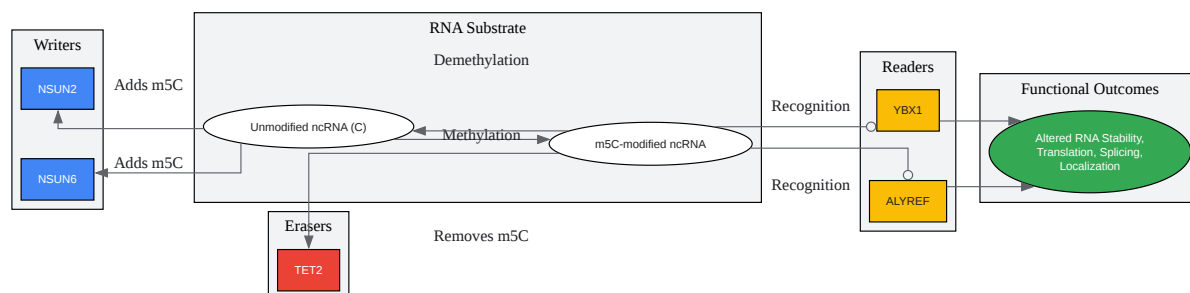 Writers
NSUN2
NSUN6
Adds m5C
Adds m5C
RNA Substrate
Demethylation
Unmodified ncRNA (C)
Methylation
m5C-modified ncRNA
Erasers
TET2
Removes m5C
Recognition
Recognition
Readers
YBX1
ALYREF
Functional Outcomes
Altered RNA Stability,
Translation, Splicing,
Localization